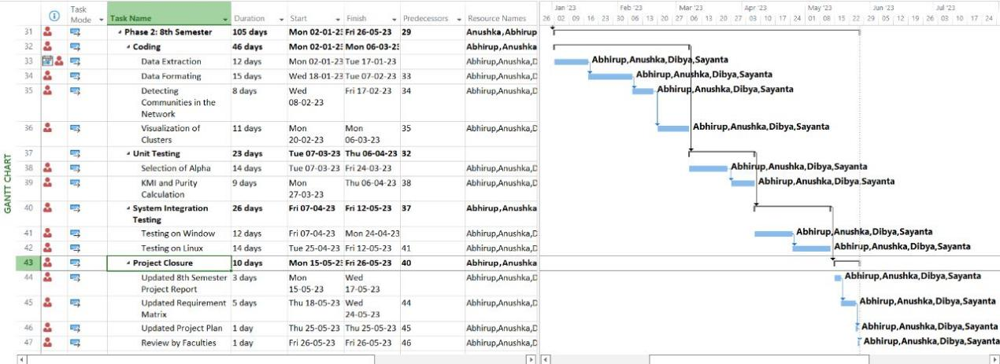 Task Mode Task Name Duration Start Finish Predecessors Resource Names
Jan '23 Feb '23 Mar '23 Apr '23 May '23 Jun '23 Jul '23
26 02 09 16 23 30 06 13 20 27 06 13 20 27 03 10 17 24 01 08 15 22 29 05 12 19 26 03 10 17 24
GANTT CHART
31 Phase 2: 8th Semester 105 days Mon 02-01-23 Fri 26-05-23 29 Anushka,Abhirup
32 Coding 46 days Mon 02-01-23 Mon 06-03-23 Abhirup,Anushka
33 Data Extraction 12 days Mon 02-01-23 Tue 17-01-23 Abhirup,Anushka,D Abhirup,Anushka,Dibya,Sayanta
34 Data Formating 15 days Wed 18-01-23 Tue 07-02-23 33 Abhirup,Anushka,D Abhirup,Anushka,Dibya,Sayanta
35 Detecting Communities in the Network 8 days Wed 08-02-23 Fri 17-02-23 34 Abhirup,Anushka,D Abhirup,Anushka,Dibya,Sayanta
36 Visualization of Clusters 11 days Mon 20-02-23 Mon 06-03-23 35 Abhirup,Anushka,D Abhirup,Anushka,Dibya,Sayanta
37 Unit Testing 23 days Tue 07-03-23 Thu 06-04-23 32
38 Selection of Alpha 14 days Tue 07-03-23 Fri 24-03-23 Abhirup,Anushka,D Abhirup,Anushka,Dibya,Sayanta
39 KMI and Purity Calculation 9 days Mon 27-03-23 Thu 06-04-23 38 Abhirup,Anushka,D Abhirup,Anushka,Dibya,Sayanta
40 System Integration Testing 26 days Fri 07-04-23 Fri 12-05-23 37 Abhirup,Anushka
41 Testing on Window 12 days Fri 07-04-23 Mon 24-04-23 Abhirup,Anushka,D Abhirup,Anushka,Dibya,Sayanta
42 Testing on Linux 14 days Tue 25-04-23 Fri 12-05-23 41 Abhirup,Anushka,D Abhirup,Anushka,Dibya,Sayanta
43 Project Closure 10 days Mon 15-05-23 Fri 26-05-23 40 Abhirup,Anushka
44 Updated 8th Semester Project Report 3 days Mon 15-05-23 Wed 17-05-23 Abhirup,Anushka,D Abhirup,Anushka,Dibya,Sayanta
45 Updated Requirement Matrix 5 days Thu 18-05-23 Wed 24-05-23 44 Abhirup,Anushka,D Abhirup,Anushka,Dibya,Sayanta
46 Updated Project Plan 1 day Thu 25-05-23 Thu 25-05-23 45 Abhirup,Anushka,D Abhirup,Anushka,Dibya,Sayanta
47 Review by Faculties 1 day Fri 26-05-23 Fri 26-05-23 46 Abhirup,Anushka,D Abhirup,Anushka,Dibya,Sayanta